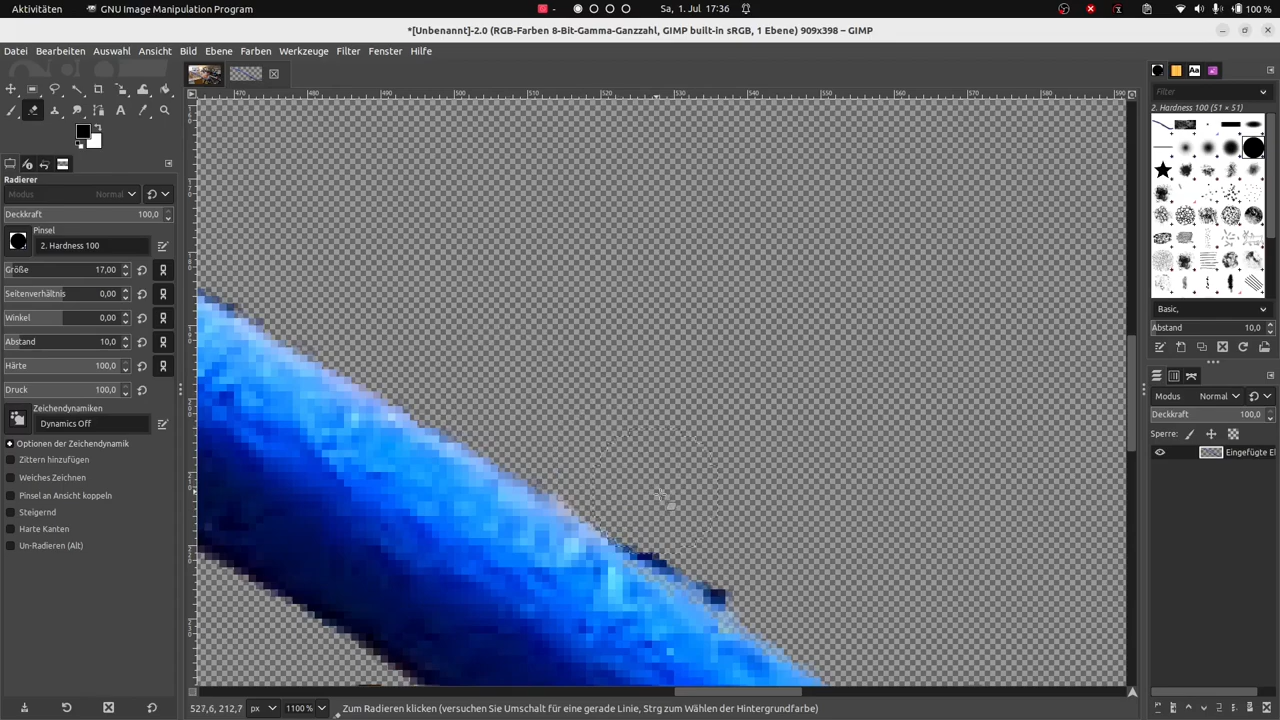 Aktivitäten GNU Image Manipulation Program Sa, 1. Jul 17:36 100 %
*[Unbenannt]-2.0 (RGB-Farben 8-Bit-Gamma-Ganzzahl, GIMP built-in sRGB, 1 Ebene) 909x398 – GIMP
Datei Bearbeiten Auswahl Ansicht Bild Ebene Farben Werkzeuge Filter Fenster Hilfe
470 480 490 500 510 520 530 540 550 560 570 580 590
Filter
2. Hardness 100 (51 × 51)
Radierer
Modus Normal
Deckkraft 100,0
Pinsel
2. Hardness 100
Größe 17,00
Seitenverhältnis 0,00
Winkel 0,00
Abstand 10,0
Härte 100,0
Druck 100,0
Zeichendynamiken
Dynamics Off
Optionen der Zeichendynamik
Zittern hinzufügen
Weiches Zeichnen
Pinsel an Ansicht koppeln
Steigernd
Harte Kanten
Un-Radieren (Alt)
Basic,
Abstand 10,0
Modus Normal
Deckkraft 100,0
Sperre:
Eingefügte El
527,6, 212,7 px 1100 % Zum Radieren klicken (versuchen Sie Umschalt für eine gerade Linie, Strg zum Wählen der Hintergrundfarbe)